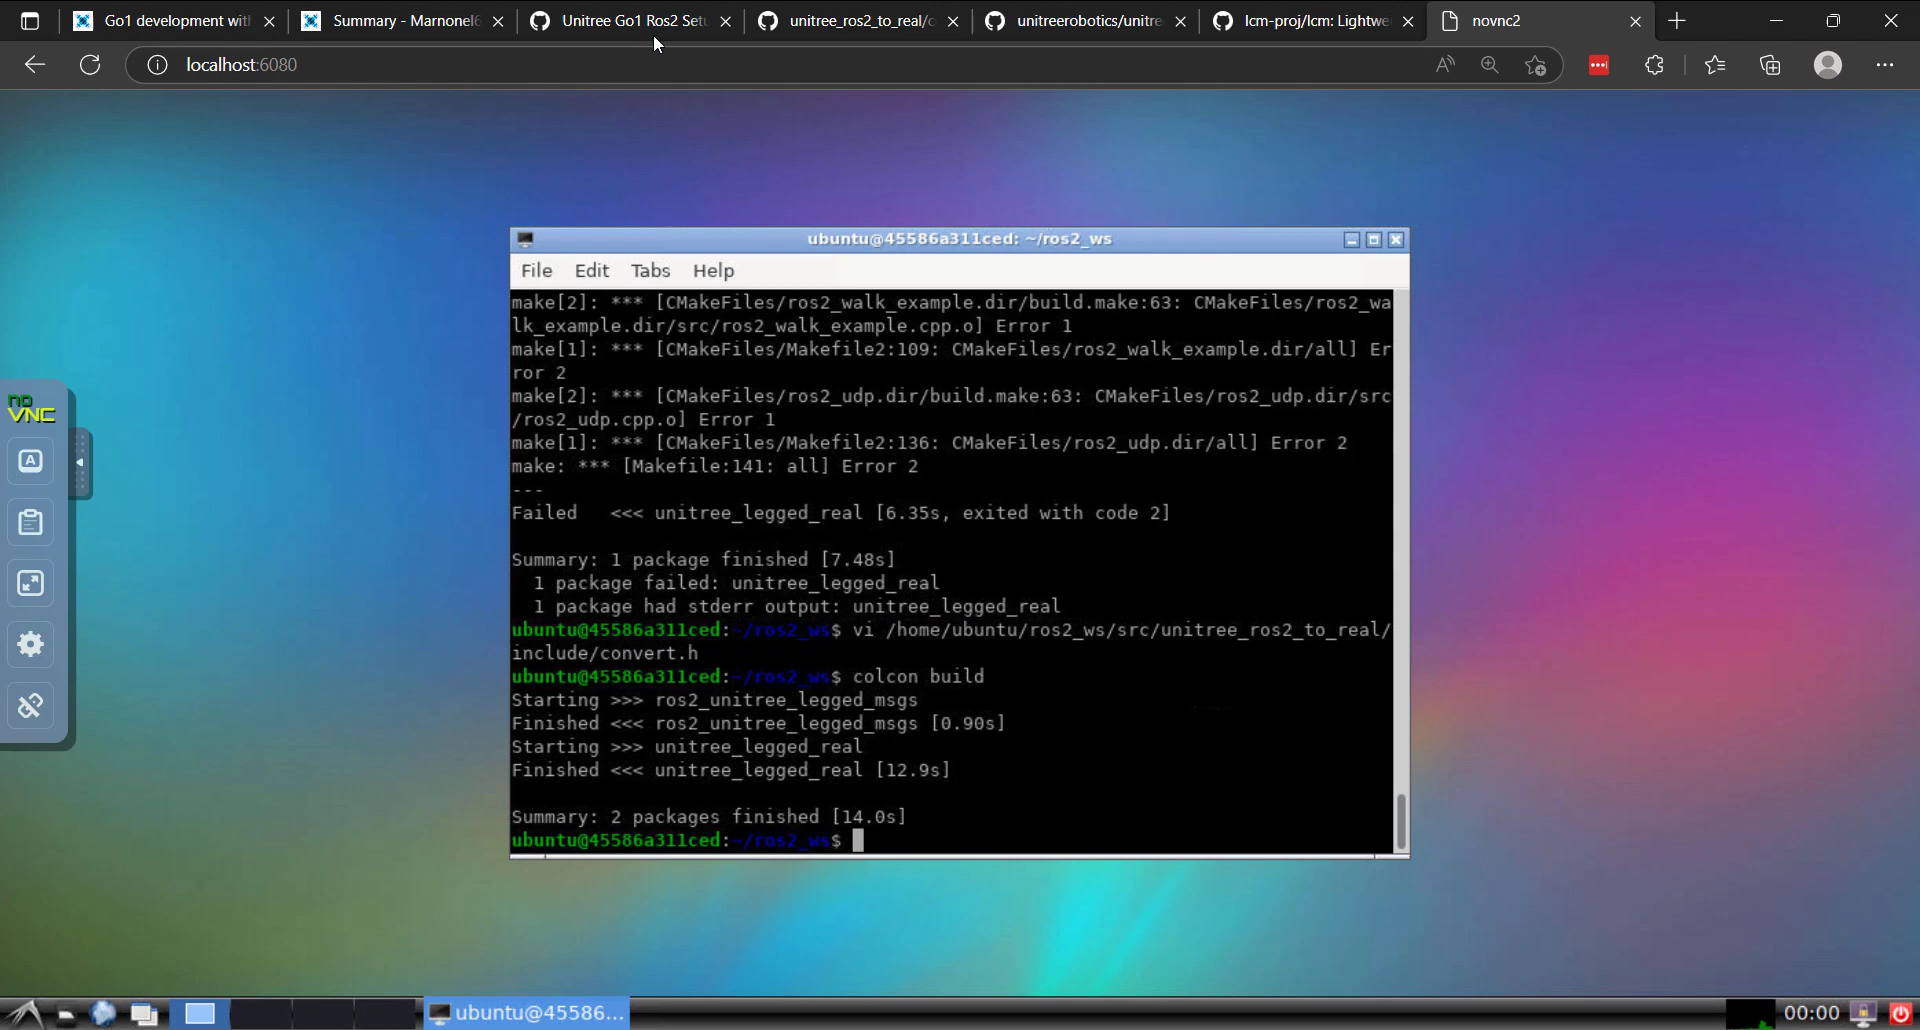 Go1 development wit
Summary - Marnonel6
Unitree Go1 Ros2 Set
unitree_ros2_to_real/c
unitreerobotics/unitre
lcm-proj/lcm: Lightwe
novnc2
localhost:6080
ubuntu@45586a311ced: ~/ros2_ws
File Edit Tabs Help
make[2]: *** [CMakeFiles/ros2_walk_example.dir/build.make:63: CMakeFiles/ros2_wa
lk_example.dir/src/ros2_walk_example.cpp.o] Error 1
make[1]: *** [CMakeFiles/Makefile2:109: CMakeFiles/ros2_walk_example.dir/all] Er
ror 2
make[2]: *** [CMakeFiles/ros2_udp.dir/build.make:63: CMakeFiles/ros2_udp.dir/src
/ros2_udp.cpp.o] Error 1
make[1]: *** [CMakeFiles/Makefile2:136: CMakeFiles/ros2_udp.dir/all] Error 2
make: *** [Makefile:141: all] Error 2
---
Failed   <<< unitree_legged_real [6.35s, exited with code 2]
Summary: 1 package finished [7.48s]
  1 package failed: unitree_legged_real
  1 package had stderr output: unitree_legged_real
ubuntu@45586a311ced:~/ros2_ws$ vi /home/ubuntu/ros2_ws/src/unitree_ros2_to_real/
include/convert.h
ubuntu@45586a311ced:~/ros2_ws$ colcon build
Starting >>> ros2_unitree_legged_msgs
Finished <<< ros2_unitree_legged_msgs [0.90s]
Starting >>> unitree_legged_real
Finished <<< unitree_legged_real [12.9s]
Summary: 2 packages finished [14.0s]
ubuntu@45586a311ced:~/ros2_ws$
no
VNC
A
ubuntu@45586...
00:00